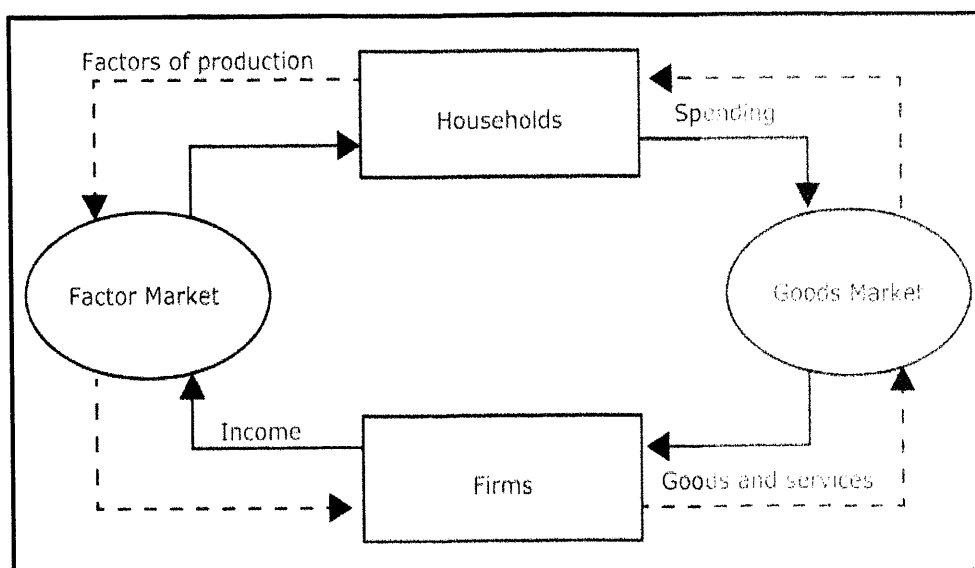 Factors of production
Households
Spending
Factor Market
Goods Market
Income
Firms
Goods and services